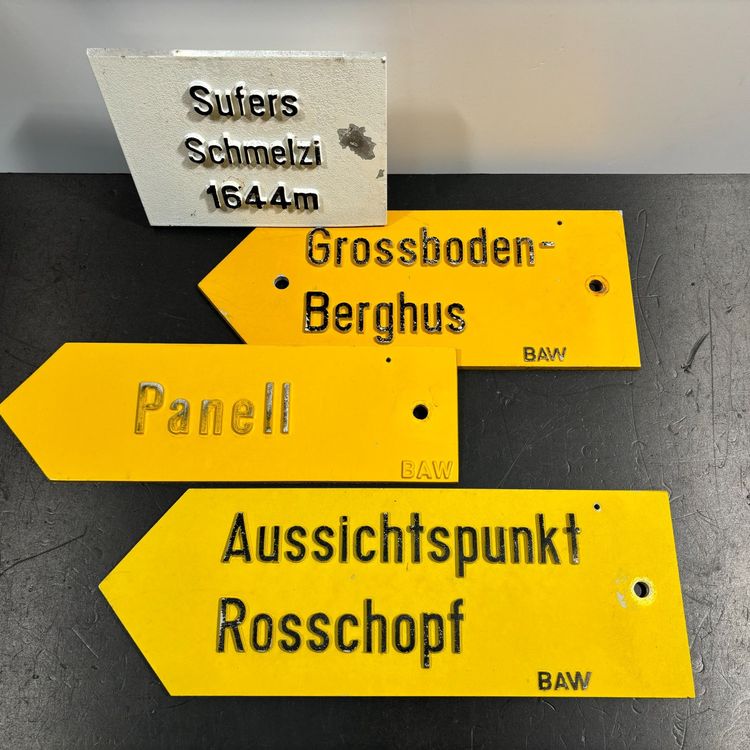 Sufers
Schmelzi
1644m
Grossboden-
Berghus
BAW
Panell
BAW
Aussichtspunkt
Rosschopf
BAW